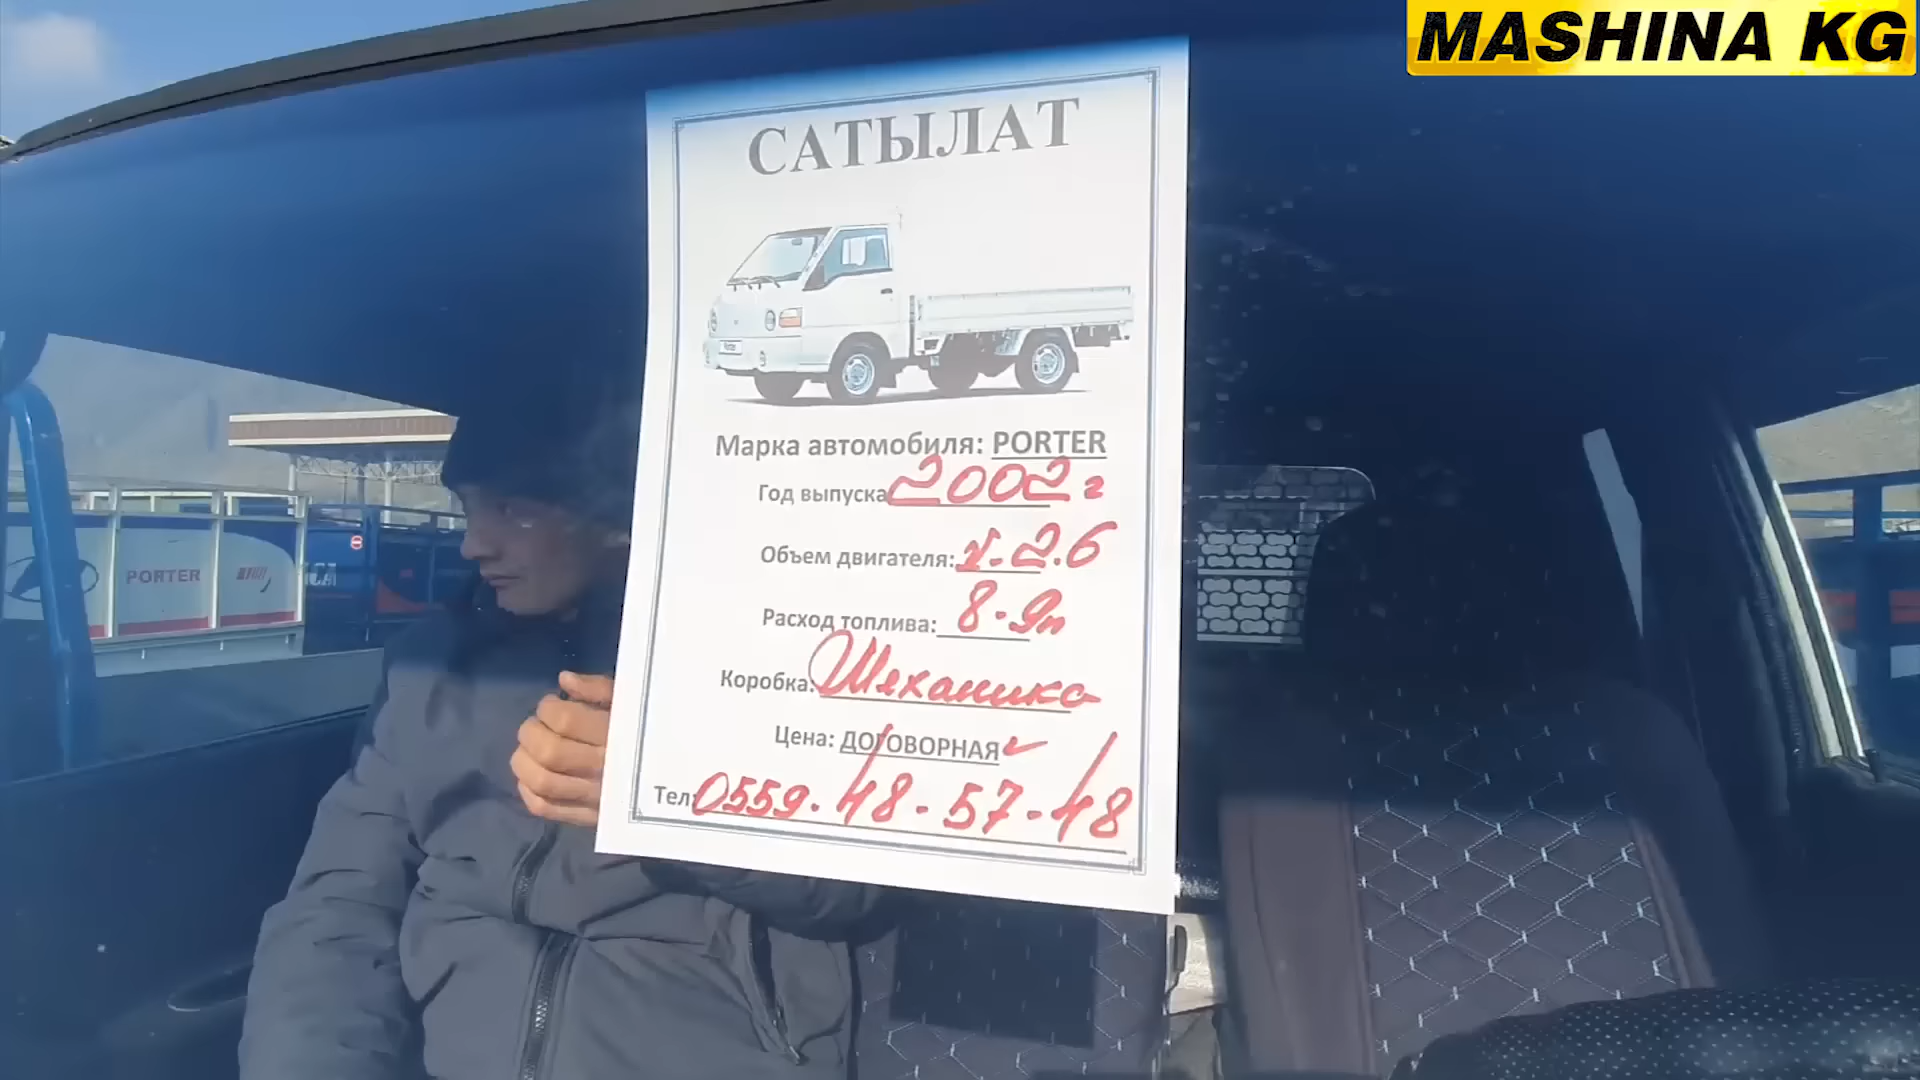 MASHINA KG
САТЫЛАТ
Марка автомобиля: PORTER
Год выпуска 2002г
Объем двигателя: V-2.6
Расход топлива: 8-9л
Коробка: Механика
Цена: ДОГОВОРНАЯ ✓
Тел: 0559-48-57-48
PORTER